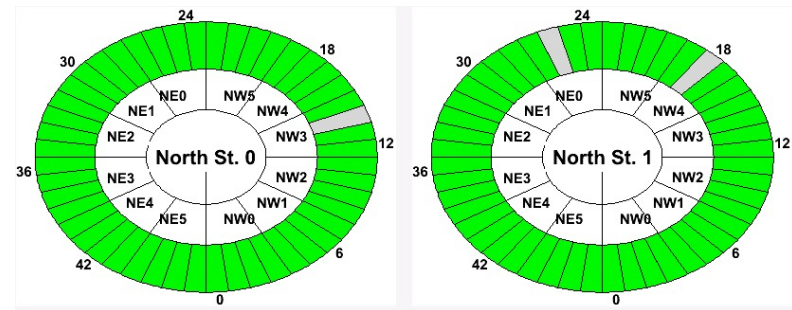 24
30
18
NE0
NW5
NE1
NW4
NE2
NW3
12
North St. 0
36
NE3
NW2
NE4
NW1
NE5
NW0
42
6
0
24
30
18
NE0
NW5
NE1
NW4
NE2
NW3
12
North St. 1
36
NE3
NW2
NE4
NW1
NE5
NW0
42
6
0